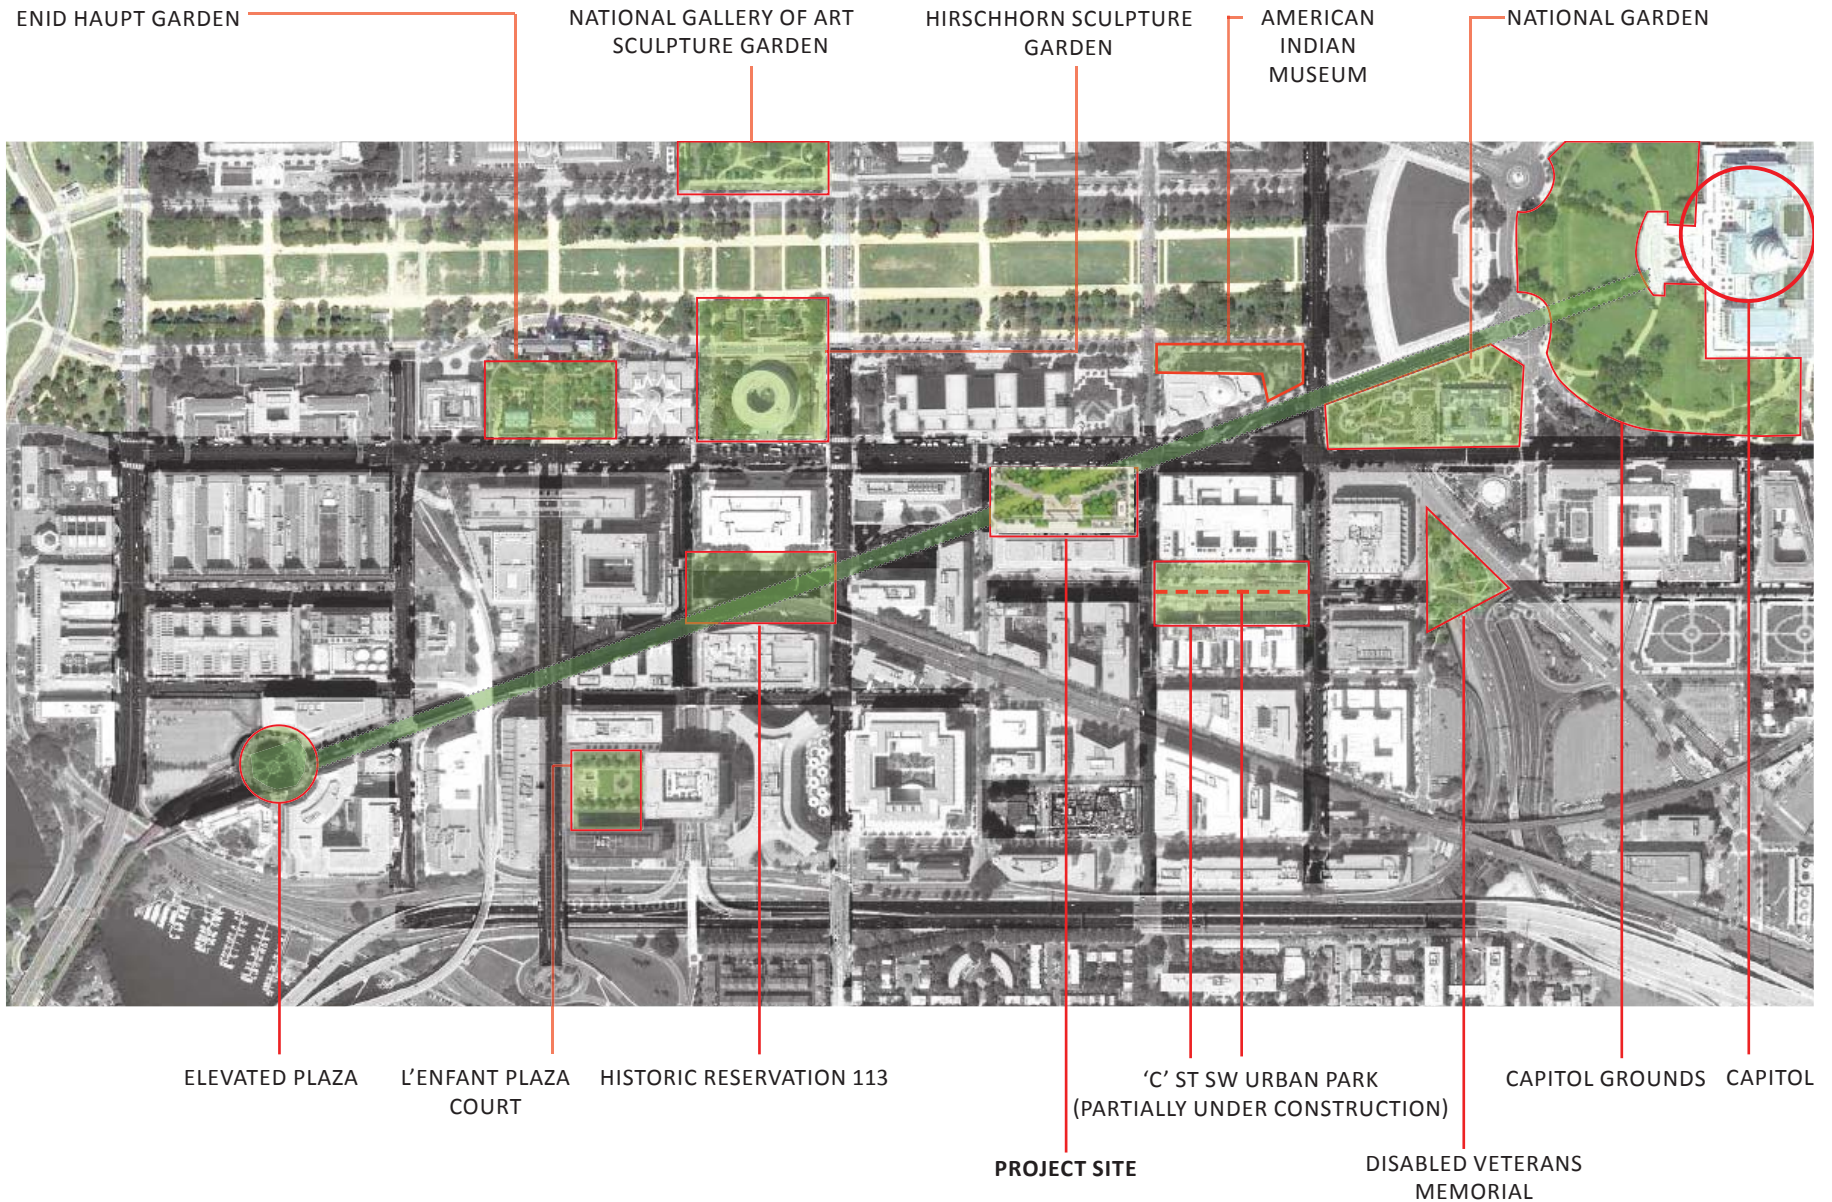 ENID HAUPT GARDEN
NATIONAL GALLERY OF ART
SCULPTURE GARDEN
HIRSCHHORN SCULPTURE
GARDEN
AMERICAN
INDIAN
MUSEUM
NATIONAL GARDEN
ELEVATED PLAZA
L’ENFANT PLAZA
COURT
HISTORIC RESERVATION 113
‘C’ ST SW URBAN PARK
(PARTIALLY UNDER CONSTRUCTION)
CAPITOL GROUNDS
CAPITOL
PROJECT SITE
DISABLED VETERANS
MEMORIAL